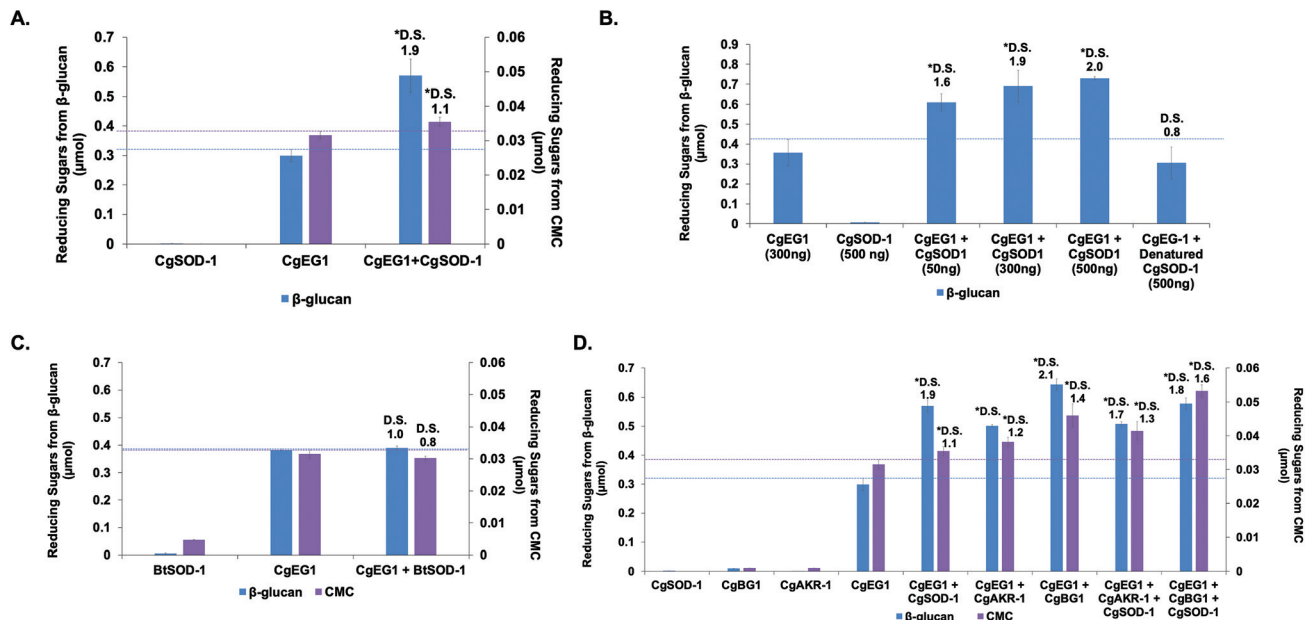 A.
Reducing Sugars from β-glucan
(μmol)
0.7
0.6
0.5
0.4
0.3
0.2
0.1
0
*D.S.
1.9
*D.S.
1.1
0.06
0.05
0.04
0.03
0.02
0.01
0
Reducing Sugars from CMC
(μmol)
CgSOD-1
CgEG1
CgEG1+CgSOD-1
β-glucan
B.
Reducing Sugars from β-glucan
(μmol)
0.9
0.8
0.7
0.6
0.5
0.4
0.3
0.2
0.1
0
*D.S.
1.6
*D.S.
1.9
*D.S.
2.0
D.S.
0.8
CgEG1
(300ng)
CgSOD-1
(500 ng)
CgEG1 +
CgSOD1
(50ng)
CgEG1 +
CgSOD1
(300ng)
CgEG1 +
CgSOD1
(500ng)
CgEG-1 +
Denatured
CgSOD-1
(500ng)
β-glucan
C.
Reducing Sugars from β-glucan
(μmol)
0.7
0.6
0.5
0.4
0.3
0.2
0.1
0
D.S.
1.0
D.S.
0.8
0.06
0.05
0.04
0.03
0.02
0.01
0
Reducing Sugars from CMC
(μmol)
BtSOD-1
CgEG1
CgEG1 + BtSOD-1
β-glucan
CMC
D.
Reducing Sugars from β-glucan
(μmol)
0.7
0.6
0.5
0.4
0.3
0.2
0.1
0
*D.S.
1.9
*D.S.
1.1
*D.S.
*D.S.
1.2
*D.S.
2.1
*D.S.
1.4
*D.S.
1.7
*D.S.
1.3
*D.S.
1.8
*D.S.
1.6
0.06
0.05
0.04
0.03
0.02
0.01
0
Reducing Sugars from CMC
(μmol)
CgSOD-1
CgBG1
CgAKR-1
CgEG1
CgEG1 +
CgSOD-1
CgEG1 +
CgAKR-1
CgEG1 +
CgBG1
CgEG1 +
CgAKR-1 +
CgSOD-1
CgEG1 +
CgBG1 +
CgSOD-1
β-glucan
CMC